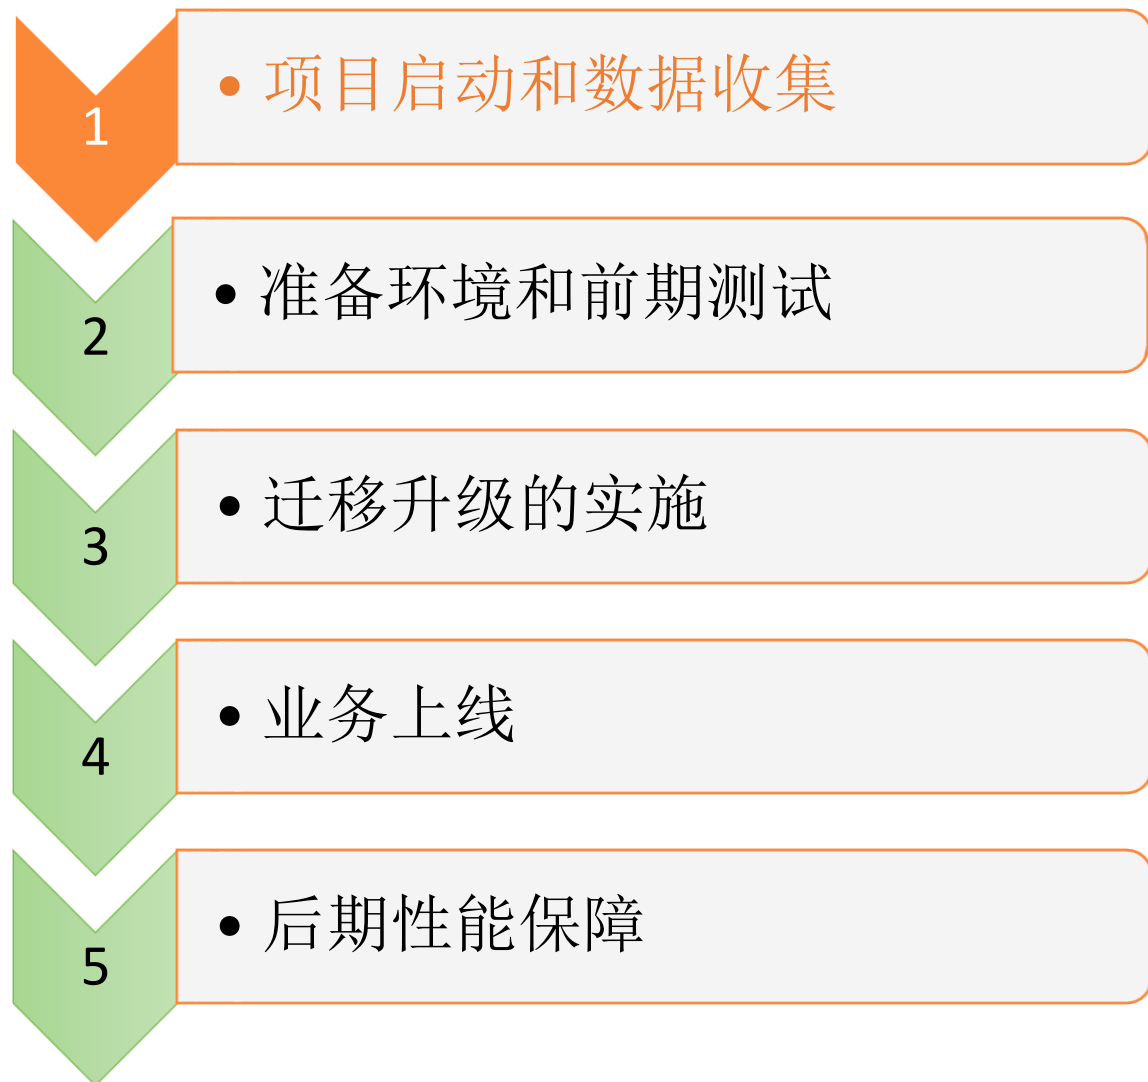 1
• 项目启动和数据收集
2
• 准备环境和前期测试
3
• 迁移升级的实施
4
• 业务上线
5
• 后期性能保障